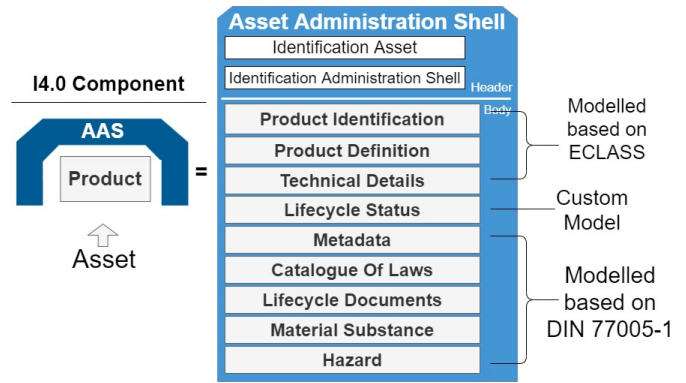 I4.0 Component
AAS
Product
Asset
=
Asset Administration Shell
Identification Asset
Identification Administration Shell
Header
Body
Product Identification
Product Definition
Technical Details
Lifecycle Status
Metadata
Catalogue Of Laws
Lifecycle Documents
Material Substance
Hazard
Modelled
based on
ECLASS
Custom
Model
Modelled
based on
DIN 77005-1